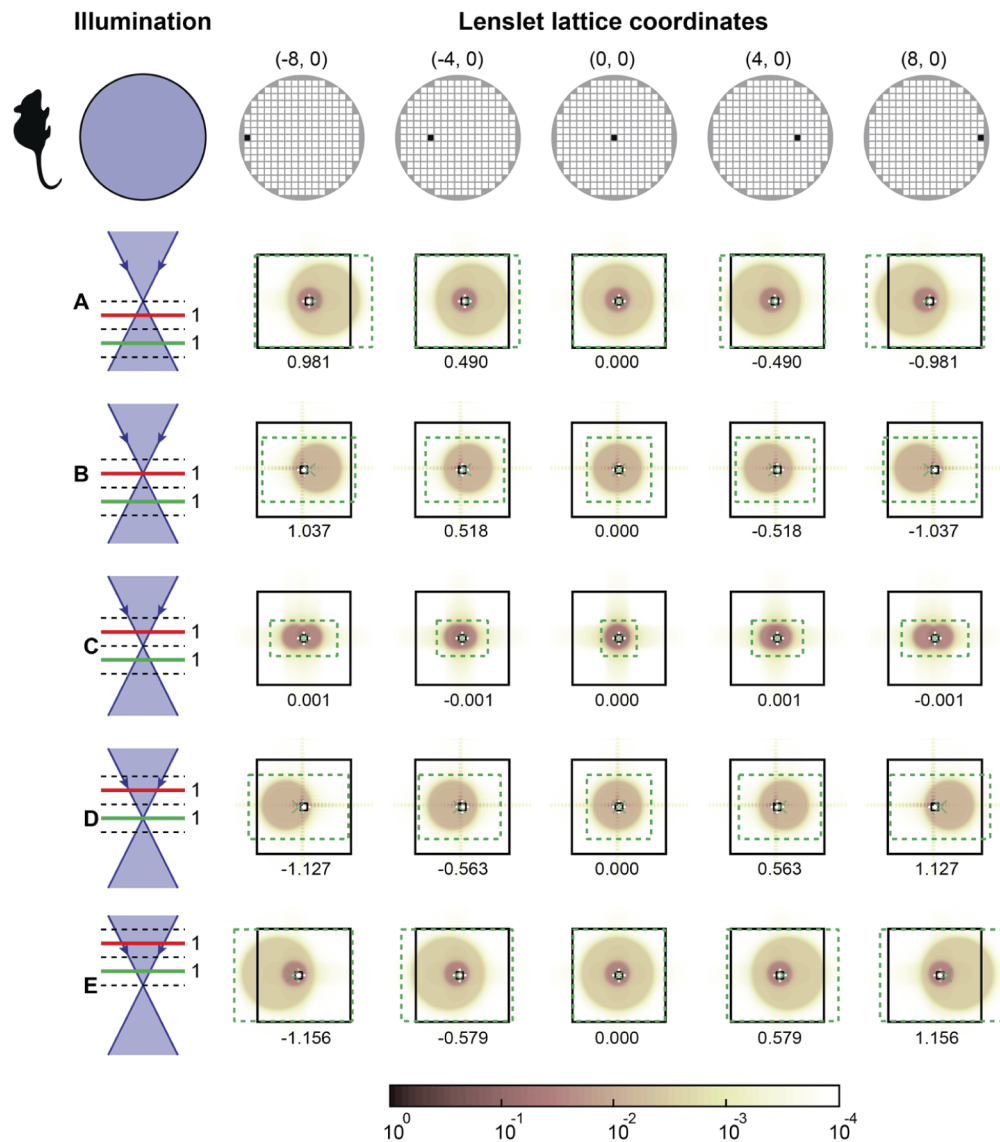 Illumination Lenslet lattice coordinates
(-8, 0) (-4, 0) (0, 0) (4, 0) (8, 0)
A 1
1
0.981 0.490 0.000 -0.490 -0.981
B 1
1
1.037 0.518 0.000 -0.518 -1.037
C 1
1
0.001 -0.001 0.000 0.001 -0.001
D 1
1
-1.127 -0.563 0.000 0.563 1.127
E 1
1
-1.156 -0.579 0.000 0.579 1.156
10^0 10^-1 10^-2 10^-3 10^-4